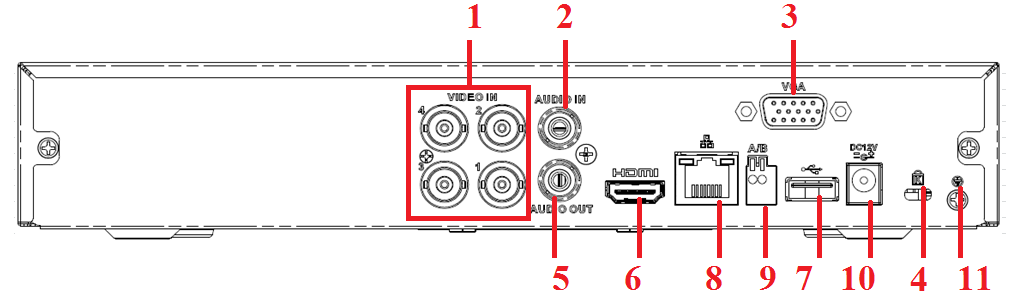 1 2 3
VIDEO IN AUDIO IN VGA
4 2
3 1
A/B DC12V
HDMI
AUDIO OUT
5 6 8 9 7 10 4 11